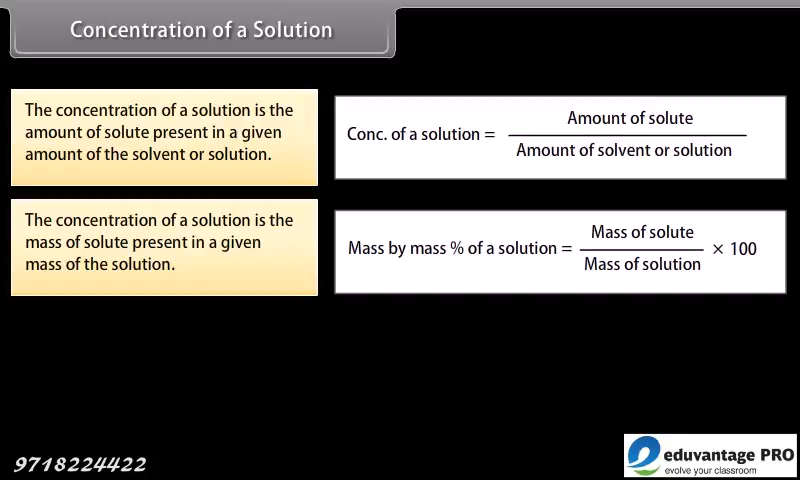 Concentration of a Solution
The concentration of a solution is the
amount of solute present in a given
amount of the solvent or solution.
Conc. of a solution =
Amount of solute
Amount of solvent or solution
The concentration of a solution is the
mass of solute present in a given
mass of the solution.
Mass by mass % of a solution =
Mass of solute
Mass of solution
× 100
9718224422
eduvantage PRO
evolve your classroom